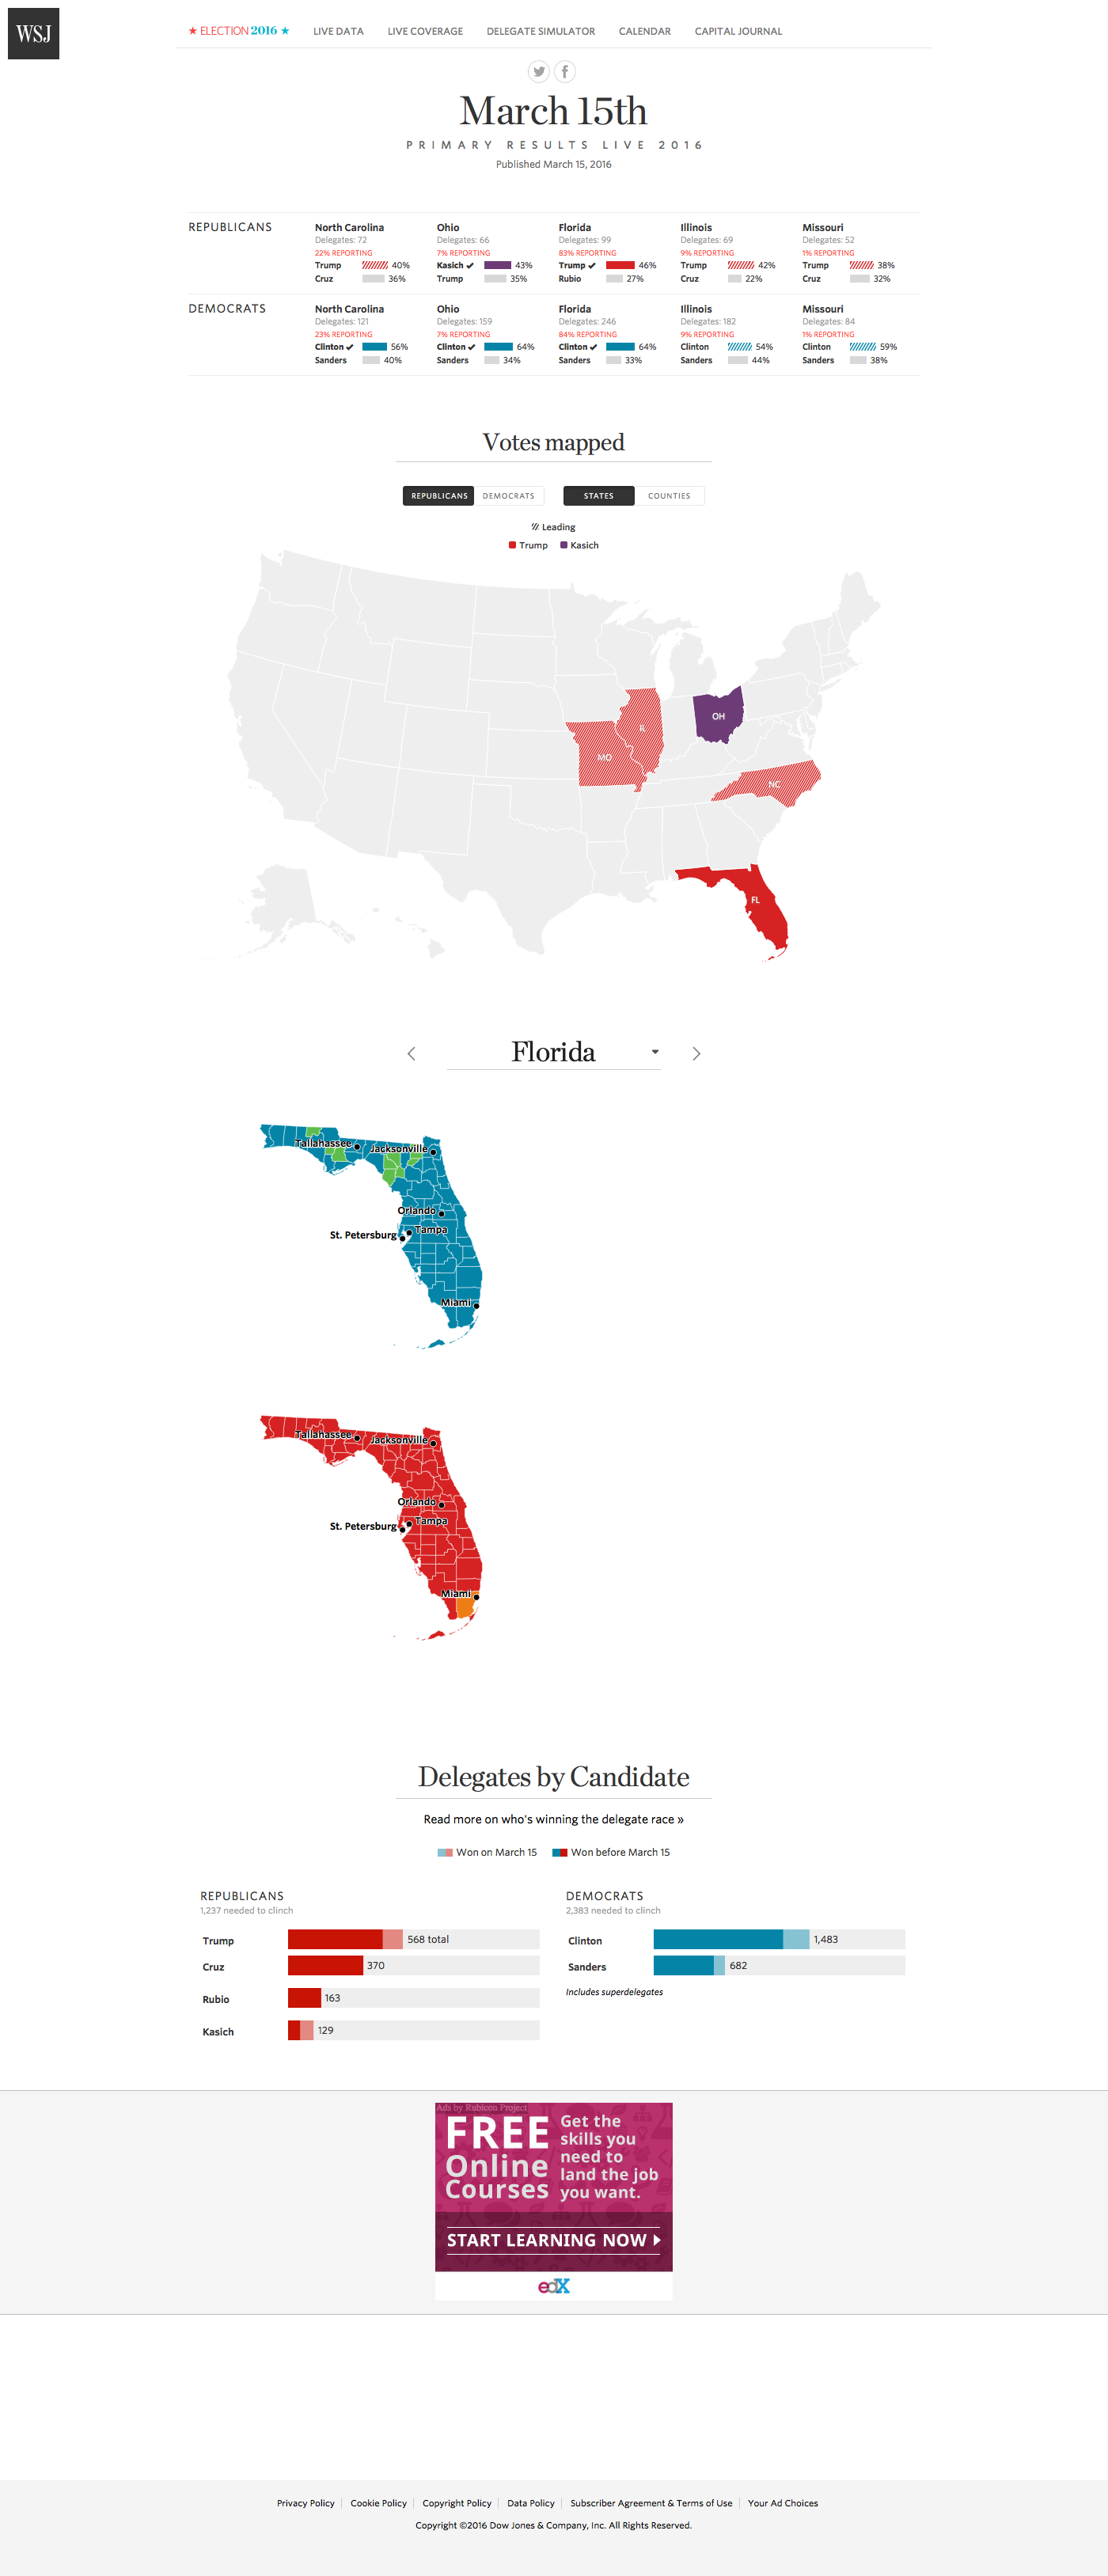 WSJ
★ ELECTION 2016 ★ LIVE DATA LIVE COVERAGE DELEGATE SIMULATOR CALENDAR CAPITAL JOURNAL
March 15th
PRIMARY RESULTS LIVE 2016
Published March 15, 2016
REPUBLICANS
North Carolina
Delegates: 72
22% REPORTING
Trump 40%
Cruz 36%
Ohio
Delegates: 66
7% REPORTING
Kasich ✔ 43%
Trump 35%
Florida
Delegates: 99
83% REPORTING
Trump ✔ 46%
Rubio 27%
Illinois
Delegates: 69
9% REPORTING
Trump 42%
Cruz 22%
Missouri
Delegates: 52
1% REPORTING
Trump 38%
Cruz 32%
DEMOCRATS
North Carolina
Delegates: 121
23% REPORTING
Clinton ✔ 56%
Sanders 40%
Ohio
Delegates: 159
7% REPORTING
Clinton ✔ 64%
Sanders 34%
Florida
Delegates: 246
84% REPORTING
Clinton ✔ 64%
Sanders 33%
Illinois
Delegates: 182
9% REPORTING
Clinton 54%
Sanders 44%
Missouri
Delegates: 84
1% REPORTING
Clinton 59%
Sanders 38%
Votes mapped
REPUBLICANS DEMOCRATS STATES COUNTIES
Leading
Trump Kasich
OH
IL
MO
NC
FL
Florida
Tallahassee
Jacksonville
Orlando
Tampa
St. Petersburg
Miami
Tallahassee
Jacksonville
Orlando
Tampa
St. Petersburg
Miami
Delegates by Candidate
Read more on who's winning the delegate race »
Won on March 15 Won before March 15
REPUBLICANS
1,237 needed to clinch
Trump 568 total
Cruz 370
Rubio 163
Kasich 129
DEMOCRATS
2,383 needed to clinch
Clinton 1,483
Sanders 682
Includes superdelegates
Ads by Rubicon Project
FREE
Online
Courses
Get the
skills you
need to
land the job
you want.
START LEARNING NOW
edX
Privacy Policy Cookie Policy Copyright Policy Data Policy Subscriber Agreement & Terms of Use Your Ad Choices
Copyright ©2016 Dow Jones & Company, Inc. All Rights Reserved.